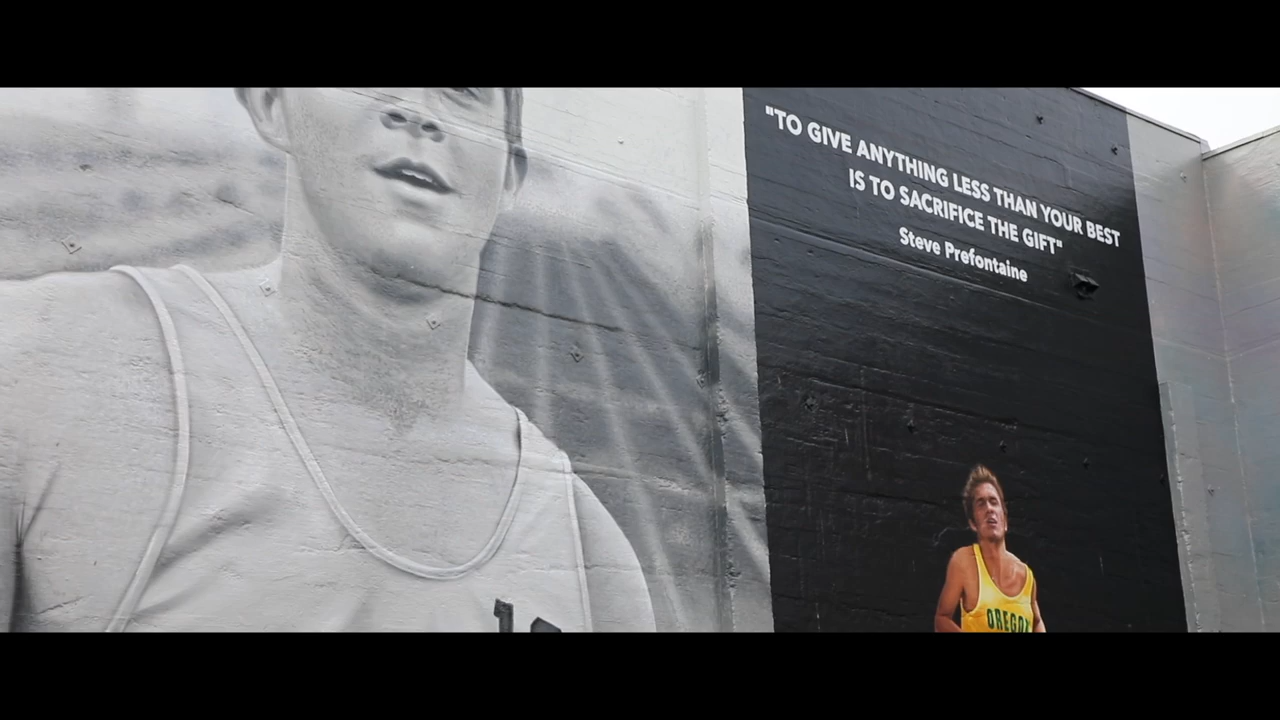 "TO GIVE ANYTHING LESS THAN YOUR BEST
IS TO SACRIFICE THE GIFT"
Steve Prefontaine
OREGON